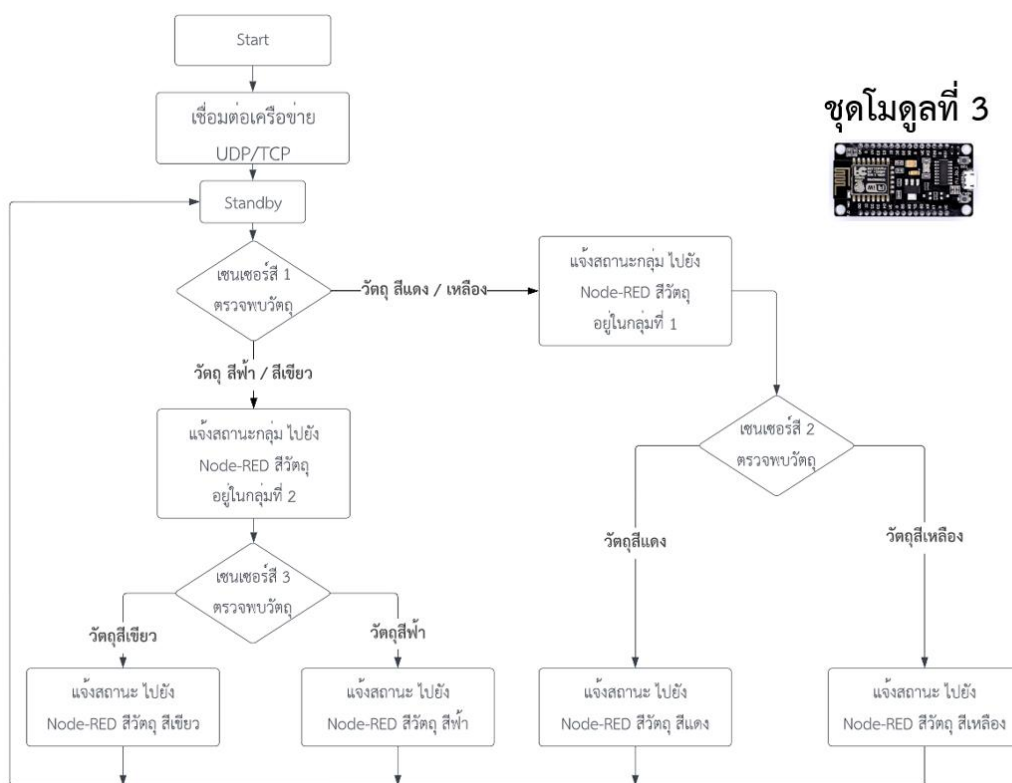 Start
เชื่อมต่อเครือข่าย
UDP/TCP
ชุดโมดูลที่ 3
Standby
เซนเซอร์สี 1
ตรวจพบวัตถุ
วัตถุ สีแดง / เหลือง
แจ้งสถานะกลุ่ม ไปยัง
Node-RED สีวัตถุ
อยู่ในกลุ่มที่ 1
วัตถุ สีฟ้า / สีเขียว
แจ้งสถานะกลุ่ม ไปยัง
Node-RED สีวัตถุ
อยู่ในกลุ่มที่ 2
เซนเซอร์สี 2
ตรวจพบวัตถุ
วัตถุสีแดง
วัตถุสีเหลือง
เซนเซอร์สี 3
ตรวจพบวัตถุ
วัตถุสีเขียว
วัตถุสีฟ้า
แจ้งสถานะ ไปยัง
Node-RED สีวัตถุ สีเขียว
แจ้งสถานะ ไปยัง
Node-RED สีวัตถุ สีฟ้า
แจ้งสถานะ ไปยัง
Node-RED สีวัตถุ สีแดง
แจ้งสถานะ ไปยัง
Node-RED สีวัตถุ สีเหลือง